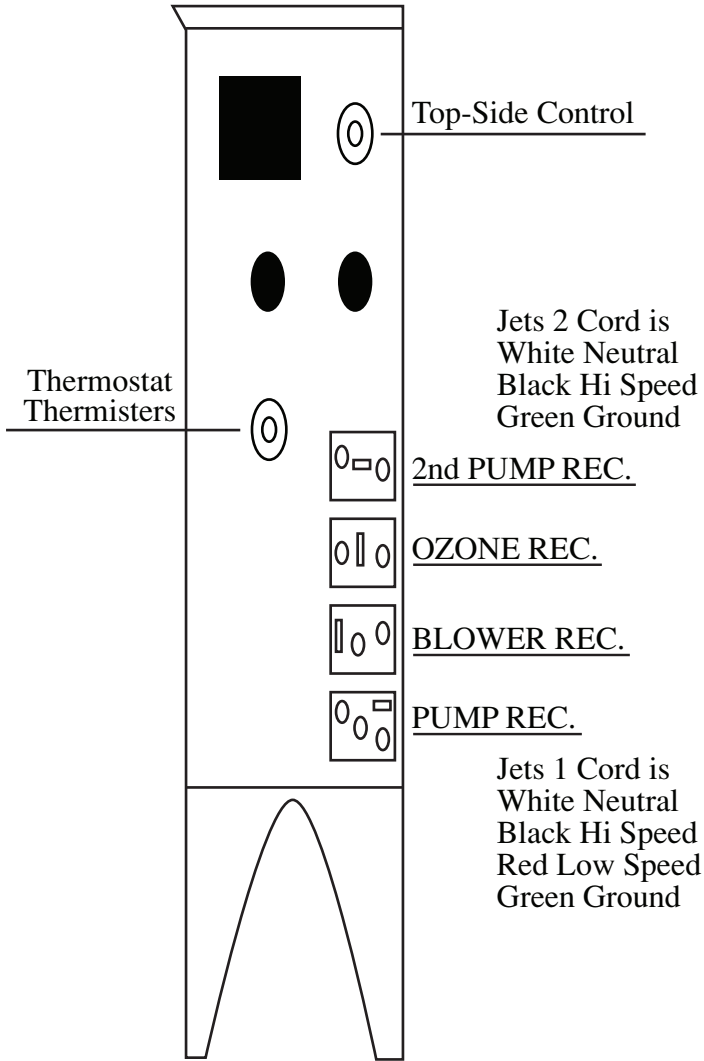 Top-Side Control
Jets 2 Cord is
White Neutral
Black Hi Speed
Green Ground
Thermostat
Thermisters
2nd PUMP REC.
OZONE REC.
BLOWER REC.
PUMP REC.
Jets 1 Cord is
White Neutral
Black Hi Speed
Red Low Speed
Green Ground